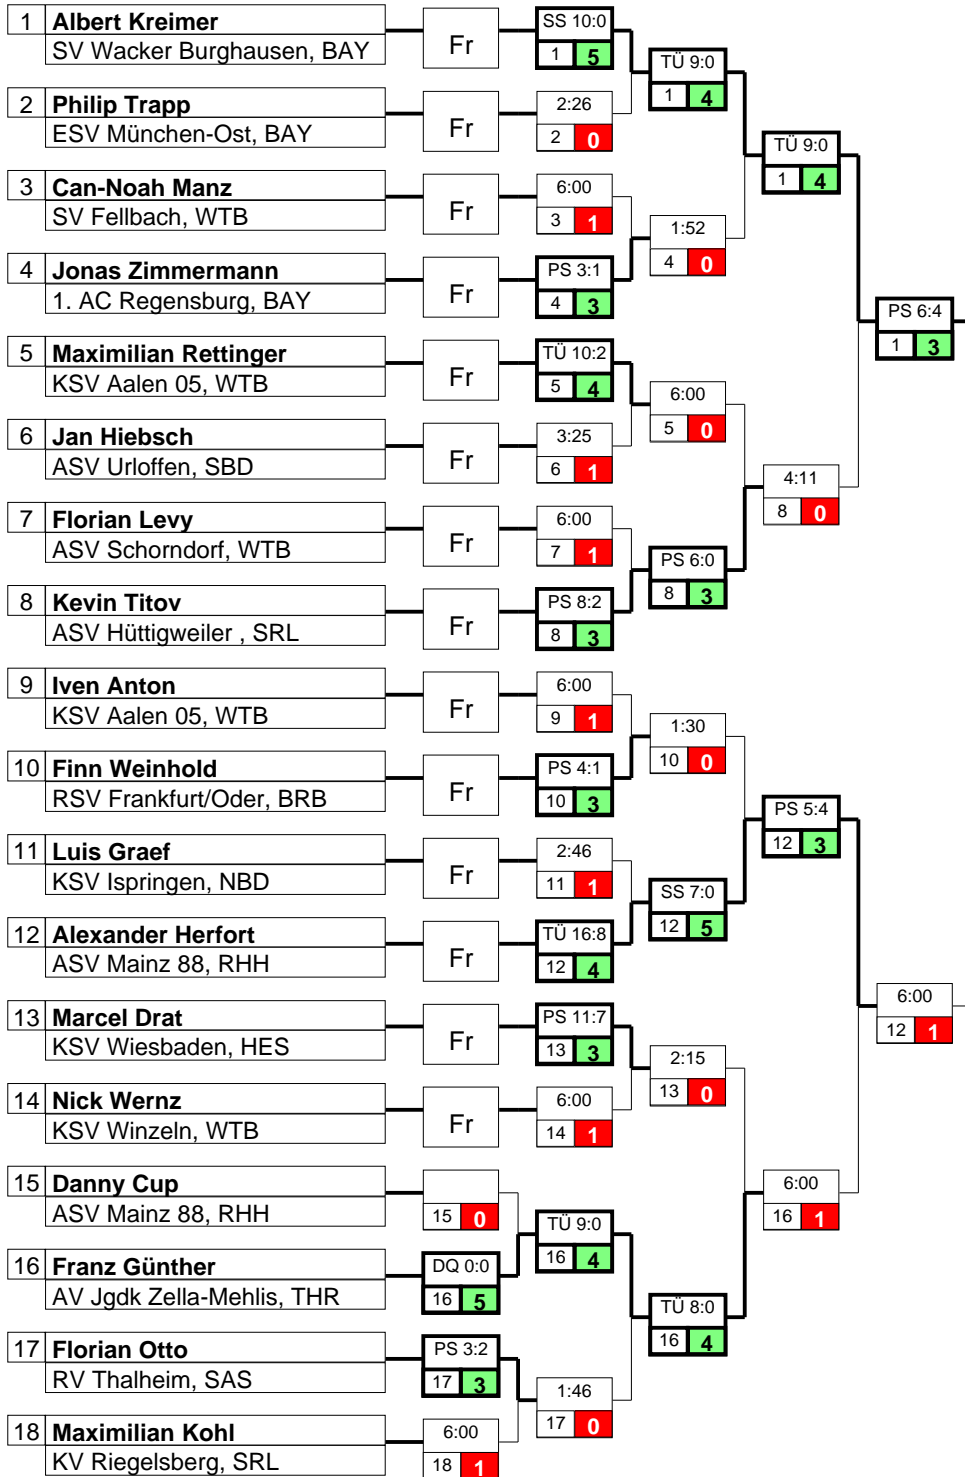 1 Albert Kreimer
SV Wacker Burghausen, BAY
Fr
SS 10:0
1 5
TÜ 9:0
1 4
2 Philip Trapp
ESV München-Ost, BAY
Fr
2:26
2 0
TÜ 9:0
1 4
3 Can-Noah Manz
SV Fellbach, WTB
Fr
6:00
3 1
1:52
4 0
4 Jonas Zimmermann
1. AC Regensburg, BAY
Fr
PS 3:1
4 3
PS 6:4
1 3
5 Maximilian Rettinger
KSV Aalen 05, WTB
Fr
TÜ 10:2
5 4
6:00
5 0
6 Jan Hiebsch
ASV Urloffen, SBD
Fr
3:25
6 1
4:11
8 0
7 Florian Levy
ASV Schorndorf, WTB
Fr
6:00
7 1
PS 6:0
8 3
8 Kevin Titov
ASV Hüttigweiler , SRL
Fr
PS 8:2
8 3
9 Iven Anton
KSV Aalen 05, WTB
Fr
6:00
9 1
1:30
10 0
10 Finn Weinhold
RSV Frankfurt/Oder, BRB
Fr
PS 4:1
10 3
PS 5:4
12 3
11 Luis Graef
KSV Ispringen, NBD
Fr
2:46
11 1
SS 7:0
12 5
12 Alexander Herfort
ASV Mainz 88, RHH
Fr
TÜ 16:8
12 4
6:00
12 1
13 Marcel Drat
KSV Wiesbaden, HES
Fr
PS 11:7
13 3
2:15
13 0
14 Nick Wernz
KSV Winzeln, WTB
Fr
6:00
14 1
15 Danny Cup
ASV Mainz 88, RHH
15 0
TÜ 9:0
16 4
6:00
16 1
16 Franz Günther
AV Jgdk Zella-Mehlis, THR
DQ 0:0
16 5
TÜ 8:0
16 4
17 Florian Otto
RV Thalheim, SAS
PS 3:2
17 3
1:46
17 0
18 Maximilian Kohl
KV Riegelsberg, SRL
6:00
18 1